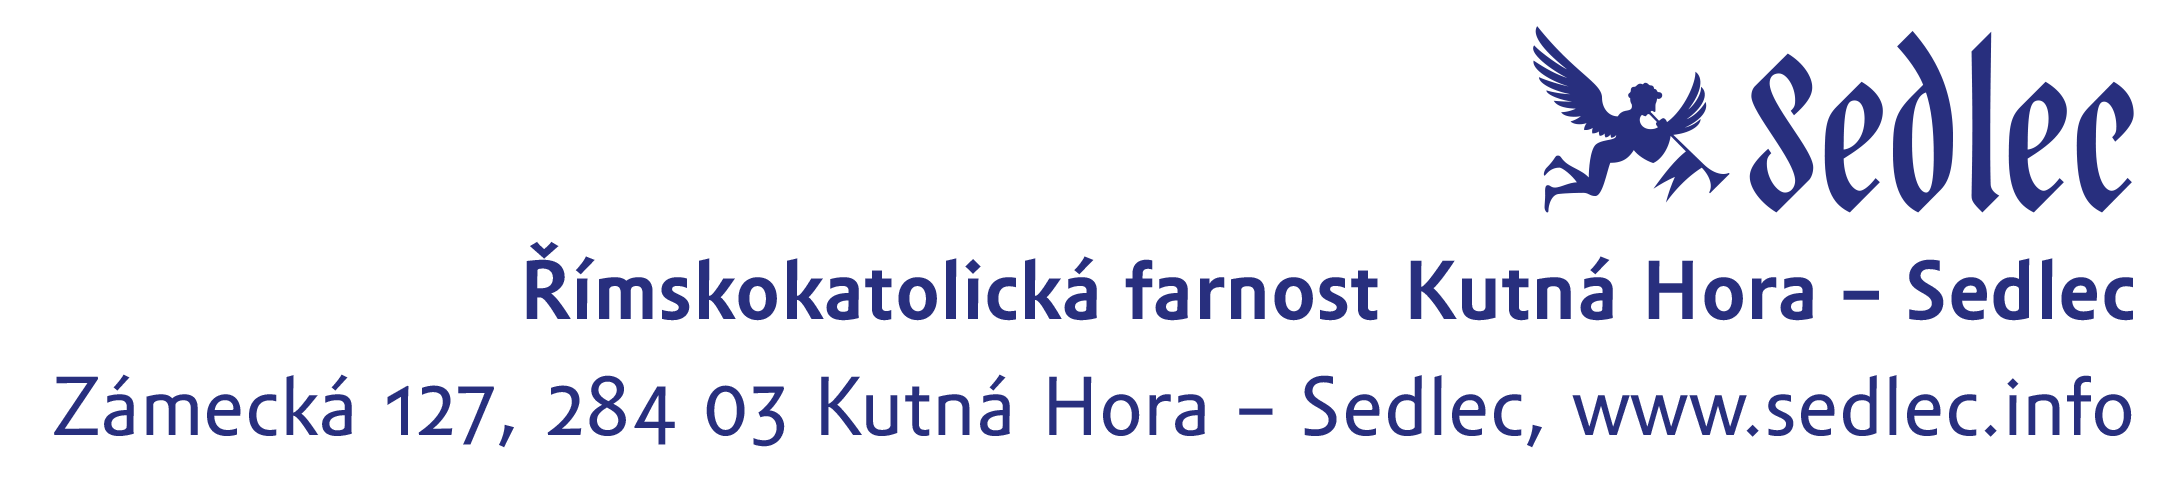 Sedlec
Římskokatolická farnost Kutná Hora – Sedlec
Zámecká 127, 284 03 Kutná Hora – Sedlec, www.sedlec.info